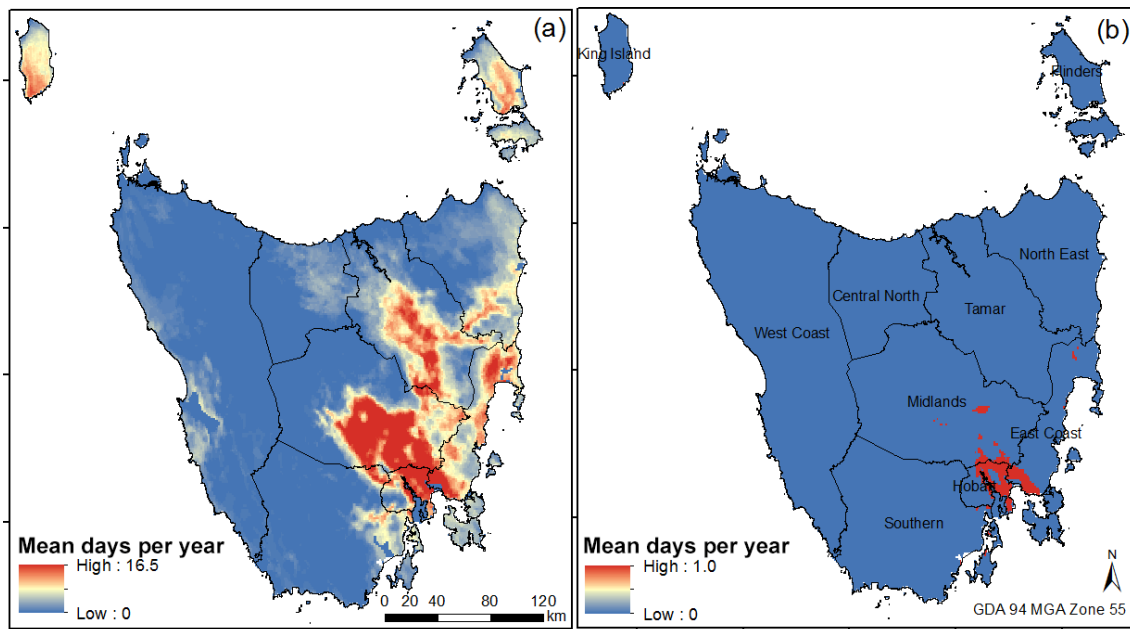 (a)
Mean days per year
High : 16.5
Low : 0
0 20 40 80 120
km
(b)
King Island
Flinders
North East
Central North
Tamar
West Coast
Midlands
East Coast
Hobart
Southern
Mean days per year
High : 1.0
Low : 0
N
GDA 94 MGA Zone 55